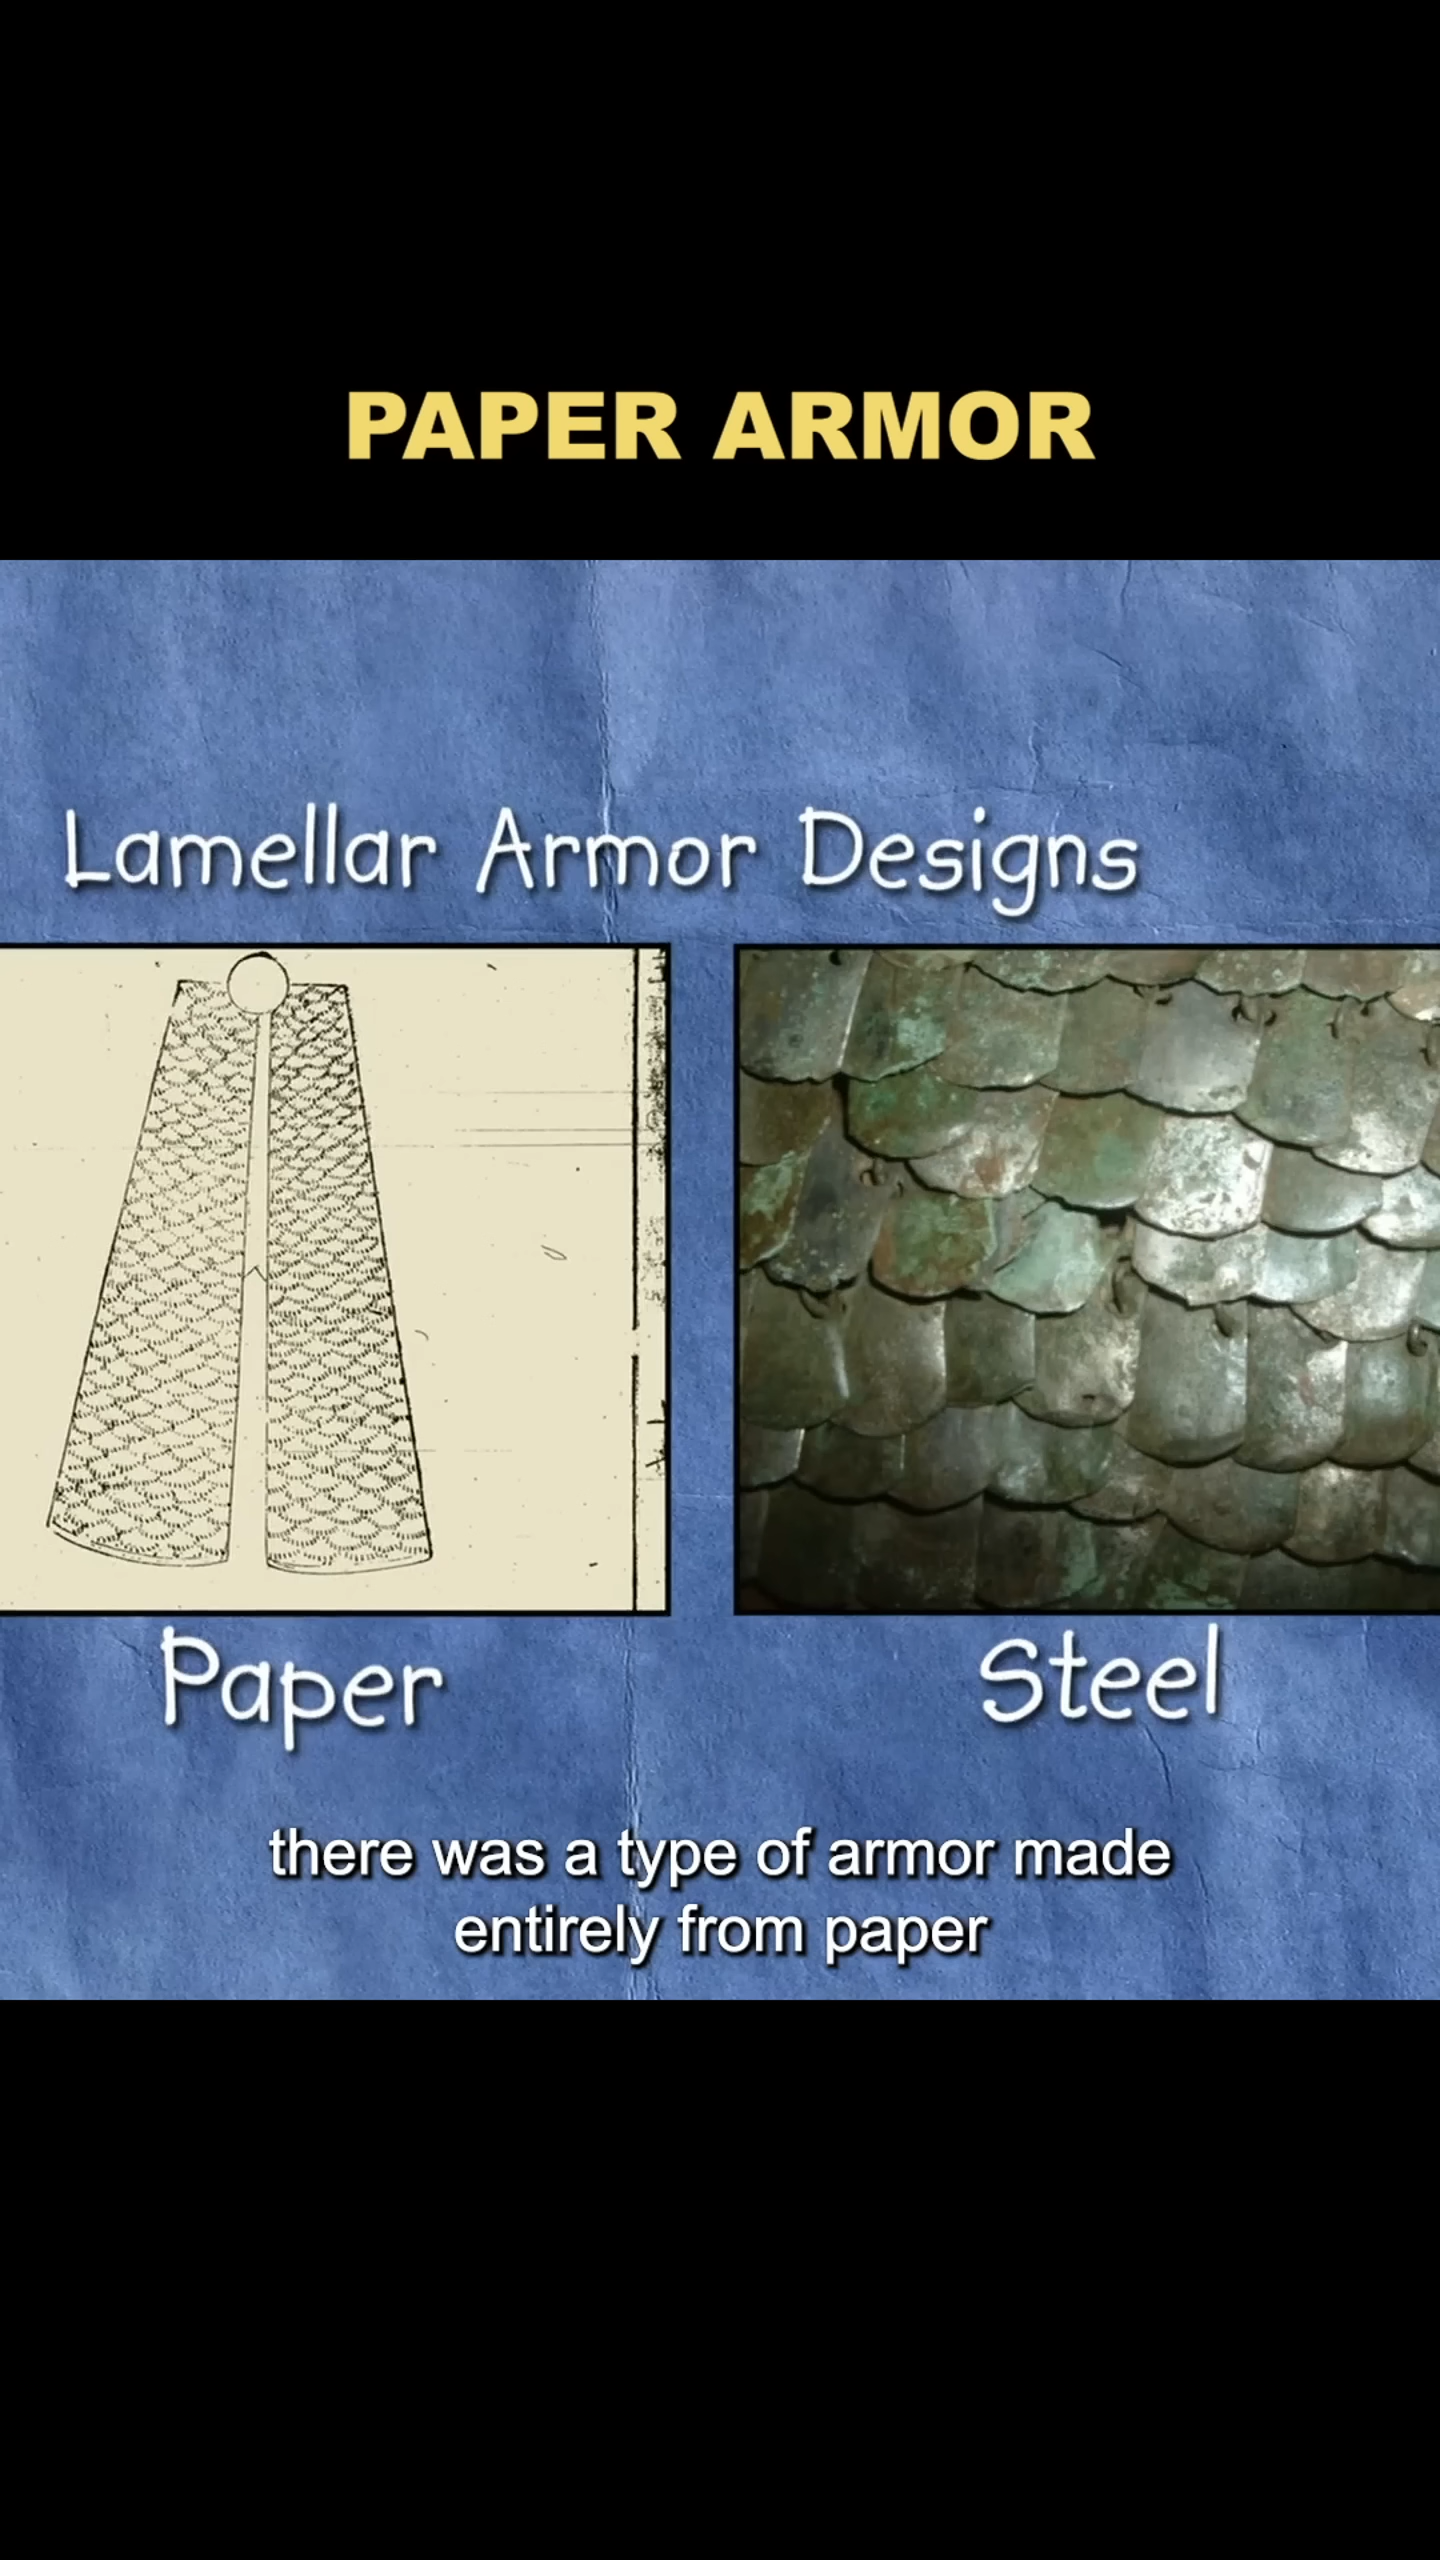 PAPER ARMOR
Lamellar Armor Designs
Paper
Steel
there was a type of armor made
entirely from paper